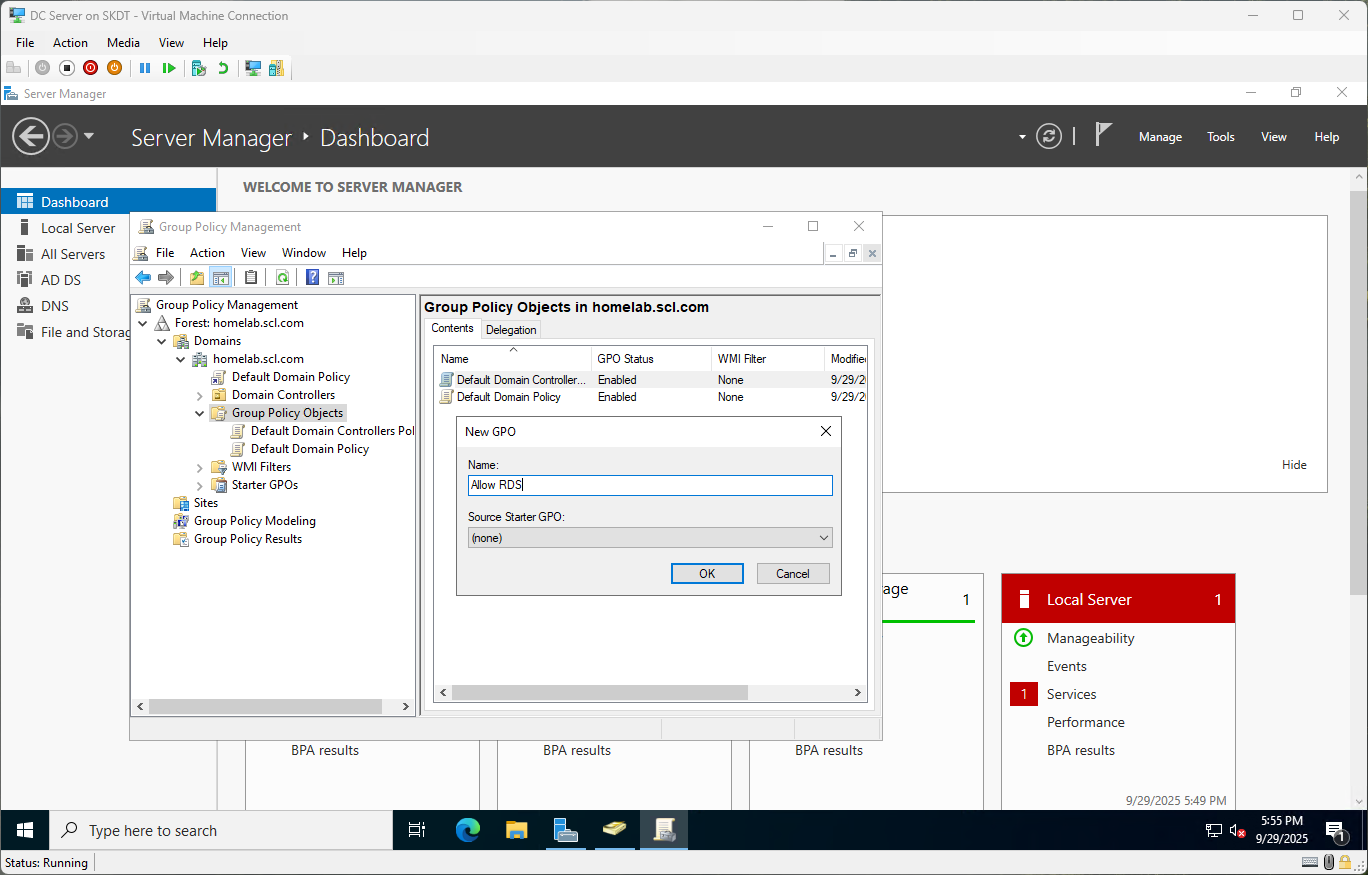 DC Server on SKDT - Virtual Machine Connection
File Action Media View Help
Server Manager
Server Manager Dashboard
Manage Tools View Help
Dashboard
Local Server
All Servers
AD DS
DNS
File and Storag
WELCOME TO SERVER MANAGER
Group Policy Management
File Action View Window Help
Group Policy Management
Forest: homelab.scl.com
Domains
homelab.scl.com
Default Domain Policy
Domain Controllers
Group Policy Objects
Default Domain Controllers Pol
Default Domain Policy
WMI Filters
Starter GPOs
Sites
Group Policy Modeling
Group Policy Results
Group Policy Objects in homelab.scl.com
Contents Delegation
Name GPO Status WMI Filter Modified
Default Domain Controller... Enabled None 9/29/20
Default Domain Policy Enabled None 9/29/20
New GPO
Name:
Allow RDS
Source Starter GPO:
(none)
OK Cancel
Hide
age 1
BPA results
BPA results
BPA results
Local Server 1
Manageability
Events
1 Services
Performance
BPA results
9/29/2025 5:49 PM
Type here to search
5:55 PM
9/29/2025
1
Status: Running